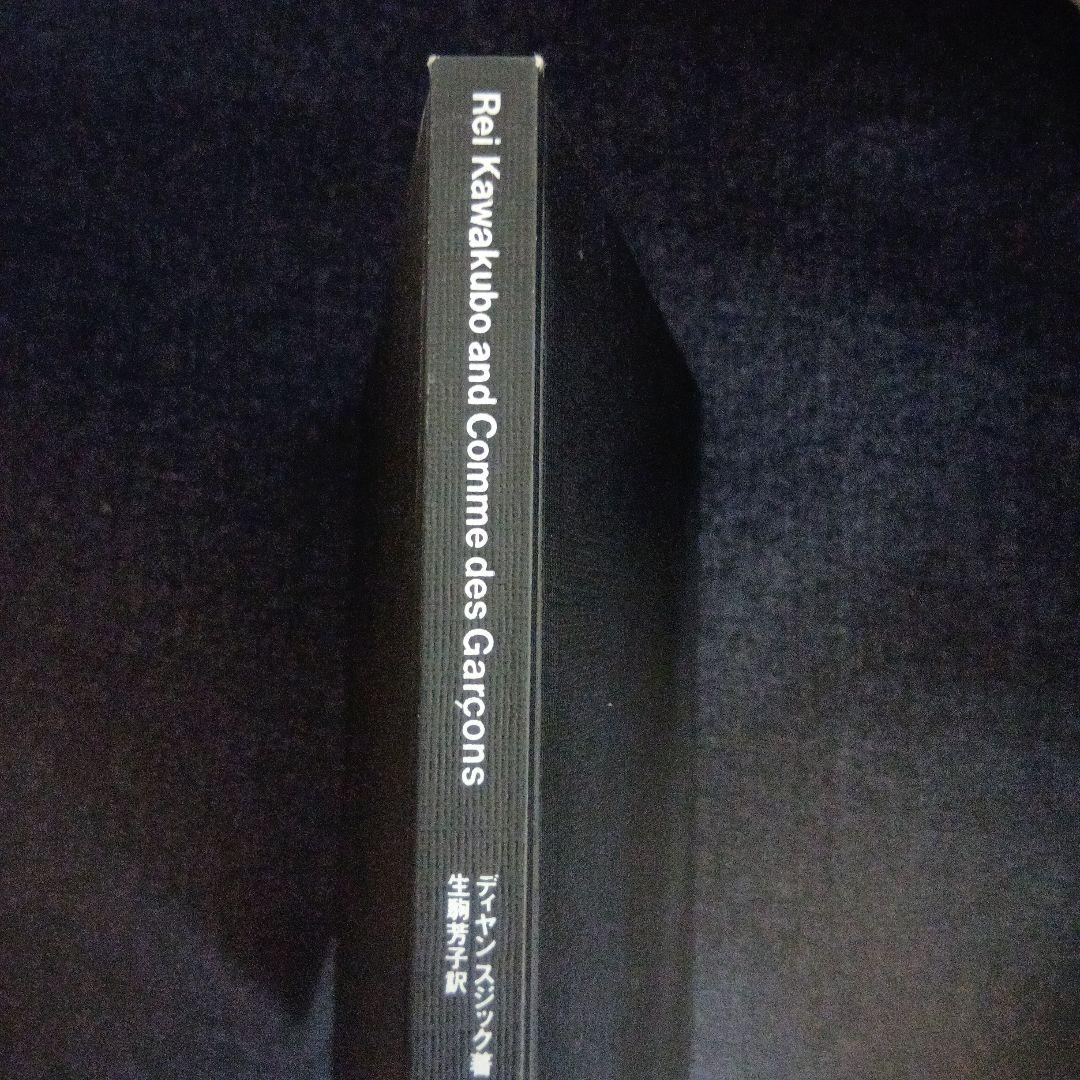 Rei Kawakubo and Comme des Garçons
ディヤン スジック著
生駒芳子訳